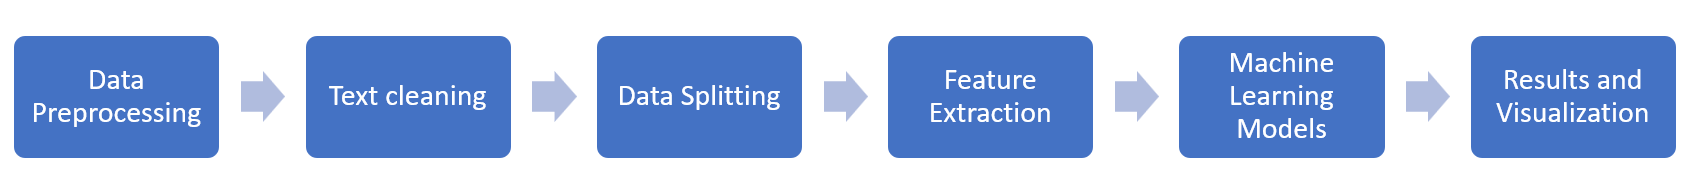 Data
Preprocessing
Text cleaning
Data Splitting
Feature
Extraction
Machine
Learning
Models
Results and
Visualization